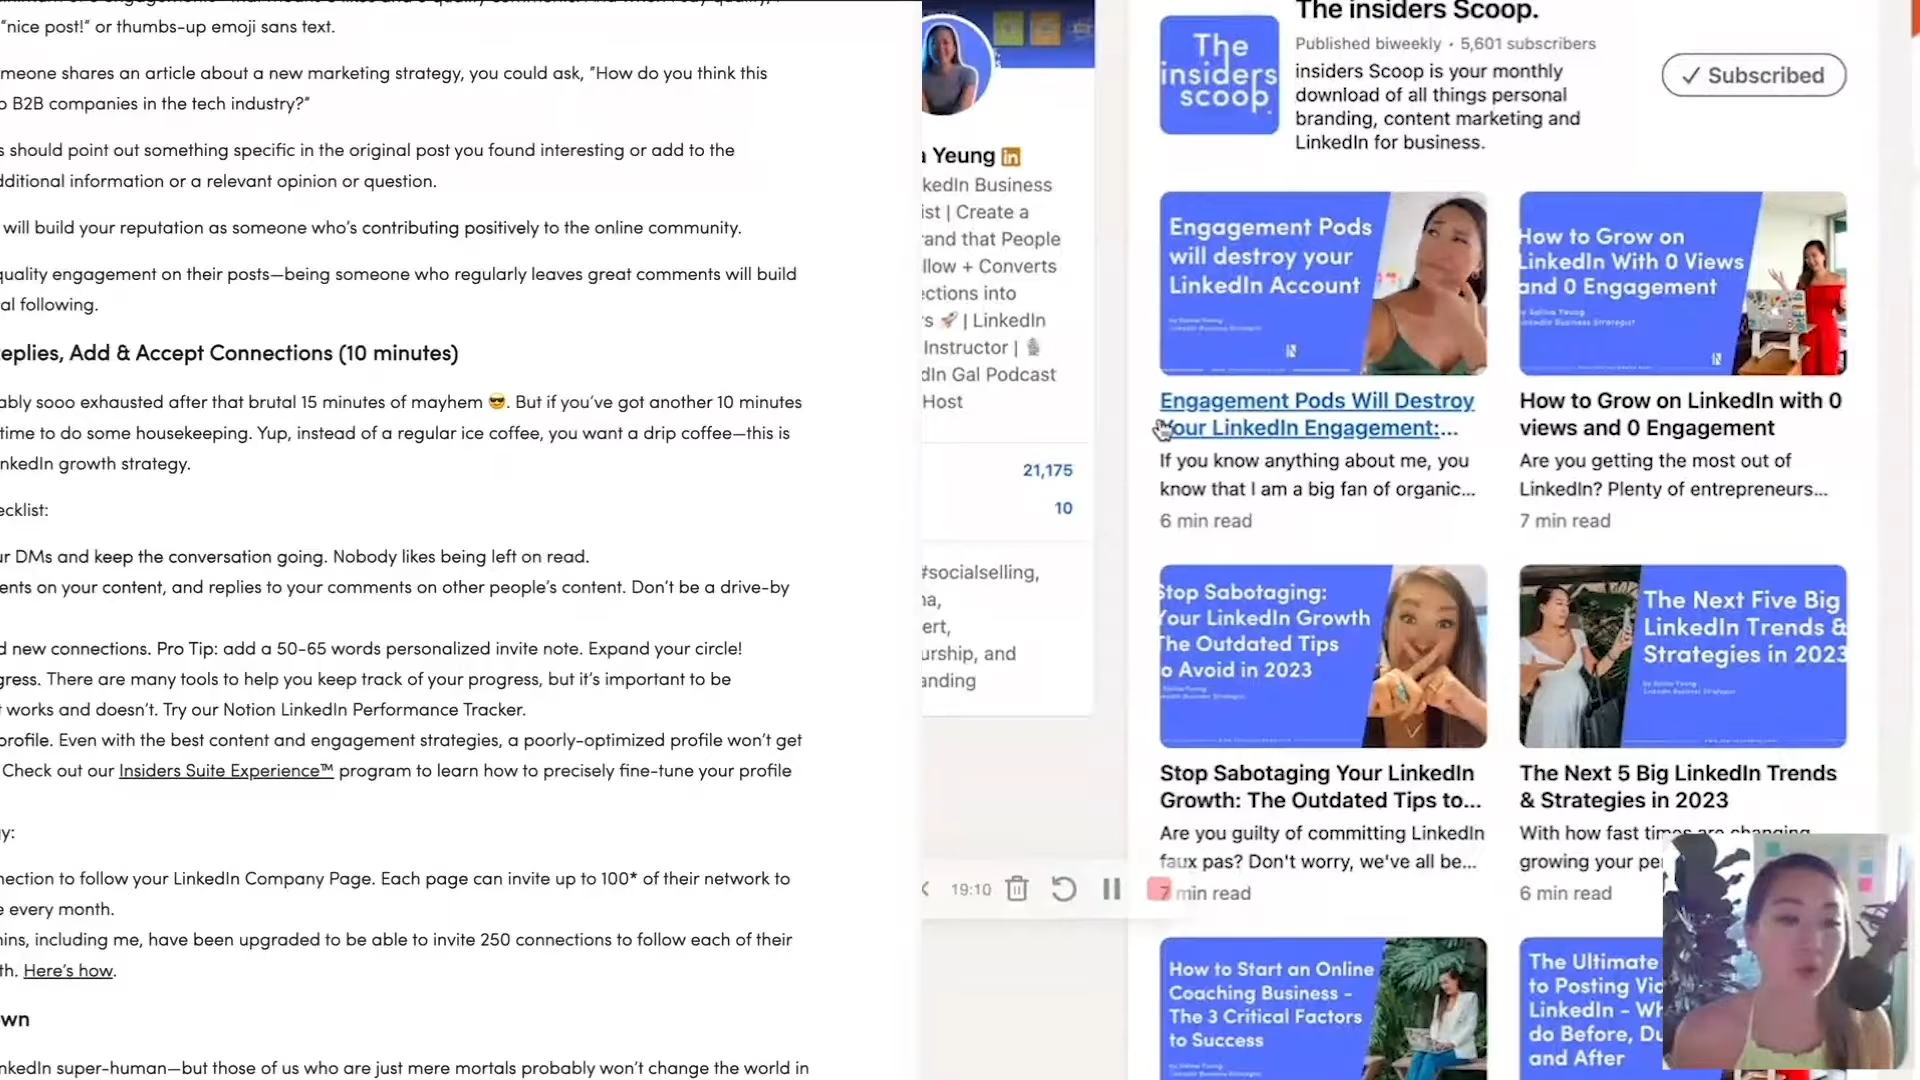 "nice post!" or thumbs-up emoji sans text.
meone shares an article about a new marketing strategy, you could ask, "How do you think this
o B2B companies in the tech industry?"
s should point out something specific in the original post you found interesting or add to the
dditional information or a relevant opinion or question.
will build your reputation as someone who's contributing positively to the online community.
quality engagement on their posts—being someone who regularly leaves great comments will build
al following.
eplies, Add & Accept Connections (10 minutes)
ably sooo exhausted after that brutal 15 minutes of mayhem 😎. But if you've got another 10 minutes
time to do some housekeeping. Yup, instead of a regular ice coffee, you want a drip coffee—this is
nkedIn growth strategy.
ecklist:
ur DMs and keep the conversation going. Nobody likes being left on read.
ents on your content, and replies to your comments on other people's content. Don't be a drive-by
d new connections. Pro Tip: add a 50-65 words personalized invite note. Expand your circle!
gress. There are many tools to help you keep track of your progress, but it's important to be
t works and doesn't. Try our Notion LinkedIn Performance Tracker.
profile. Even with the best content and engagement strategies, a poorly-optimized profile won't get
Check out our Insiders Suite Experience™ program to learn how to precisely fine-tune your profile
gy:
nection to follow your LinkedIn Company Page. Each page can invite up to 100* of their network to
e every month.
mins, including me, have been upgraded to be able to invite 250 connections to follow each of their
th. Here's how.
wn
nkedIn super-human—but those of us who are just mere mortals probably won't change the world in
a Yeung in
kedIn Business
ist | Create a
rand that People
llow + Converts
ections into
s 🚀 | LinkedIn
Instructor | 🎙
dIn Gal Podcast
Host
21,175
10
#socialselling,
na,
ert,
urship, and
anding
19:10
The
insiders
scoop.
The insiders Scoop.
Published biweekly • 5,601 subscribers
insiders Scoop is your monthly
download of all things personal
branding, content marketing and
LinkedIn for business.
✓ Subscribed
Engagement Pods
will destroy your
LinkedIn Account
Engagement Pods Will Destroy
Your LinkedIn Engagement:...
If you know anything about me, you
know that I am a big fan of organic...
6 min read
How to Grow on
LinkedIn With 0 Views
and 0 Engagement
by Salina Yeung
LinkedIn Business Strategist
How to Grow on LinkedIn with 0
views and 0 Engagement
Are you getting the most out of
LinkedIn? Plenty of entrepreneurs...
7 min read
Stop Sabotaging:
Your LinkedIn Growth
The Outdated Tips
to Avoid in 2023
Stop Sabotaging Your LinkedIn
Growth: The Outdated Tips to...
Are you guilty of committing LinkedIn
faux pas? Don't worry, we've all be...
7 min read
The Next Five Big
LinkedIn Trends &
Strategies in 2023
The Next 5 Big LinkedIn Trends
& Strategies in 2023
With how fast times are changing,
growing your pe
6 min read
How to Start an Online
Coaching Business -
The 3 Critical Factors
to Success
The Ultimate
to Posting Vid
LinkedIn - Wh
do Before, Du
and After